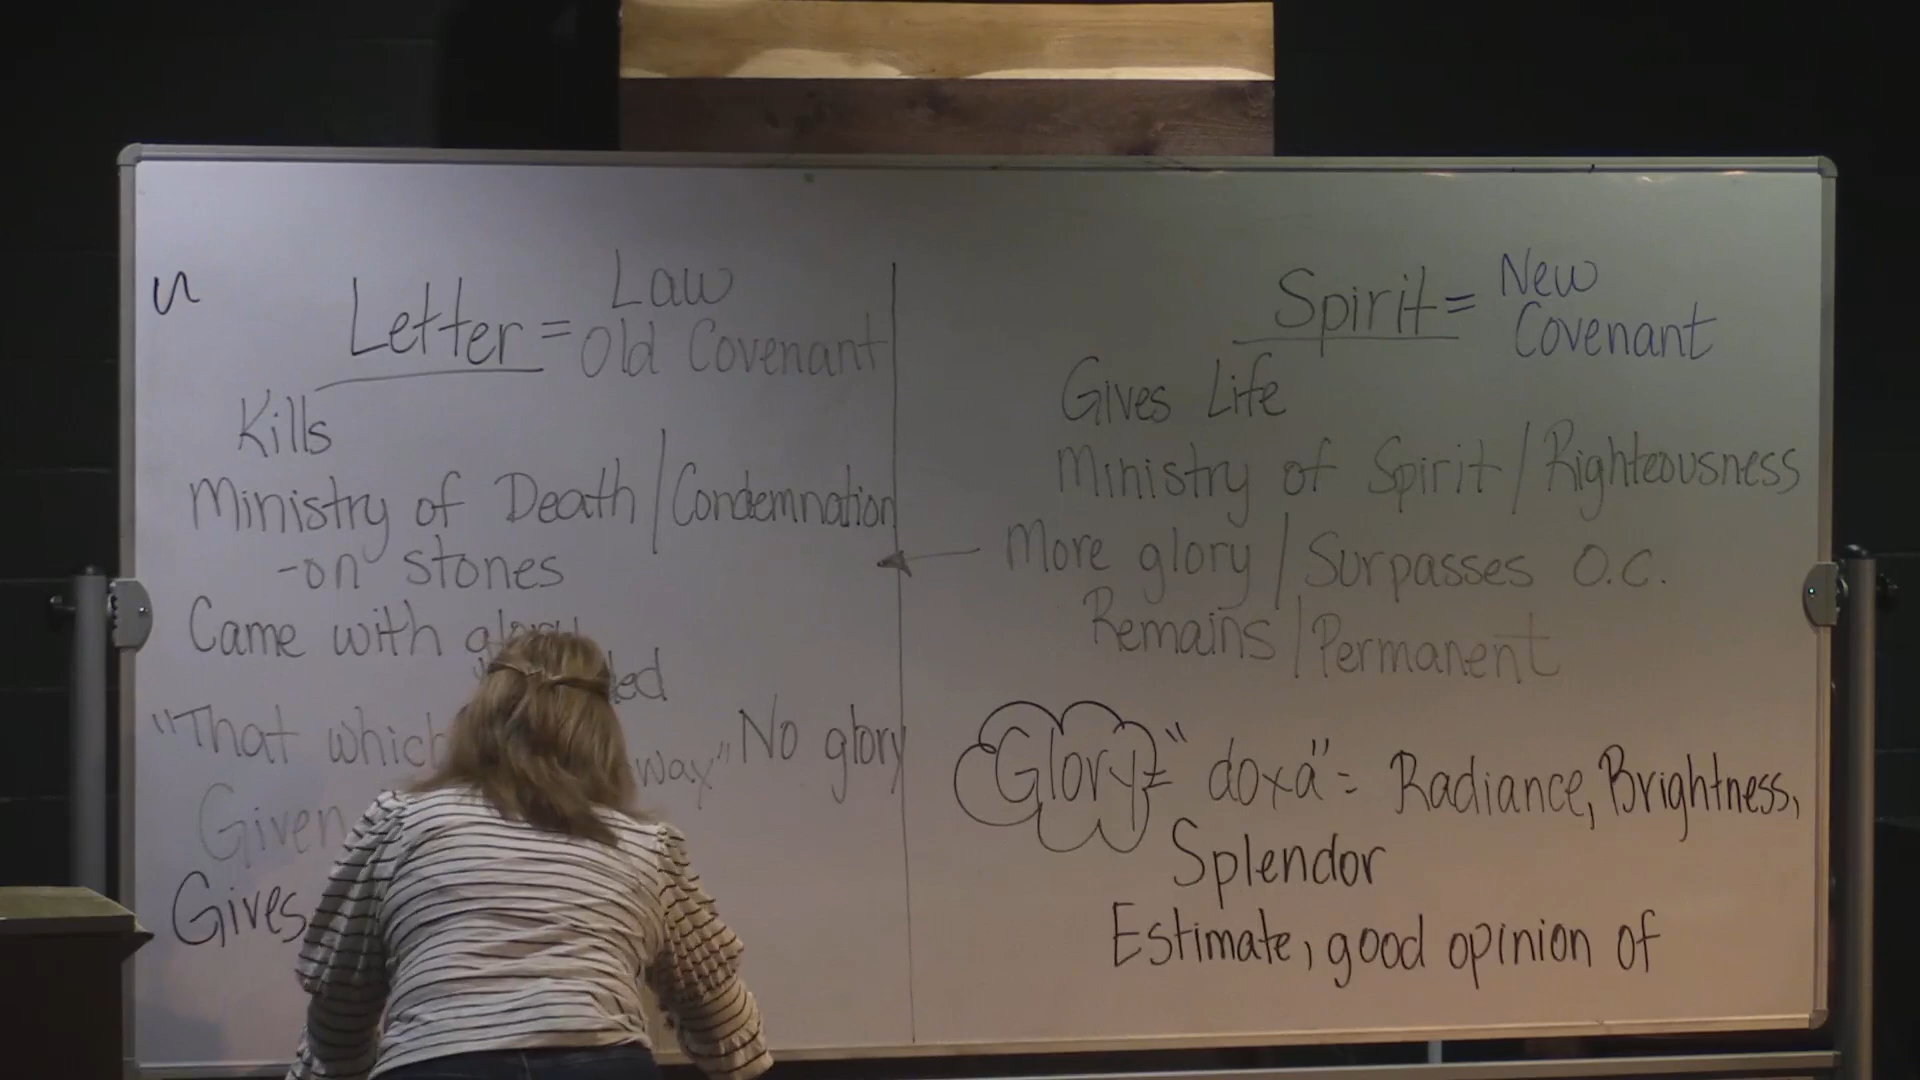 Letter = Law
Old Covenant
Kills
Ministry of Death / Condemnation
-on stones
Came with glory
"That which way" No glory
Given
Gives
Spirit = New
Covenant
Gives Life
Ministry of Spirit / Righteousness
More glory / Surpasses O.C.
Remains / Permanent
Glory = "doxa" = Radiance, Brightness,
Splendor
Estimate, good opinion of